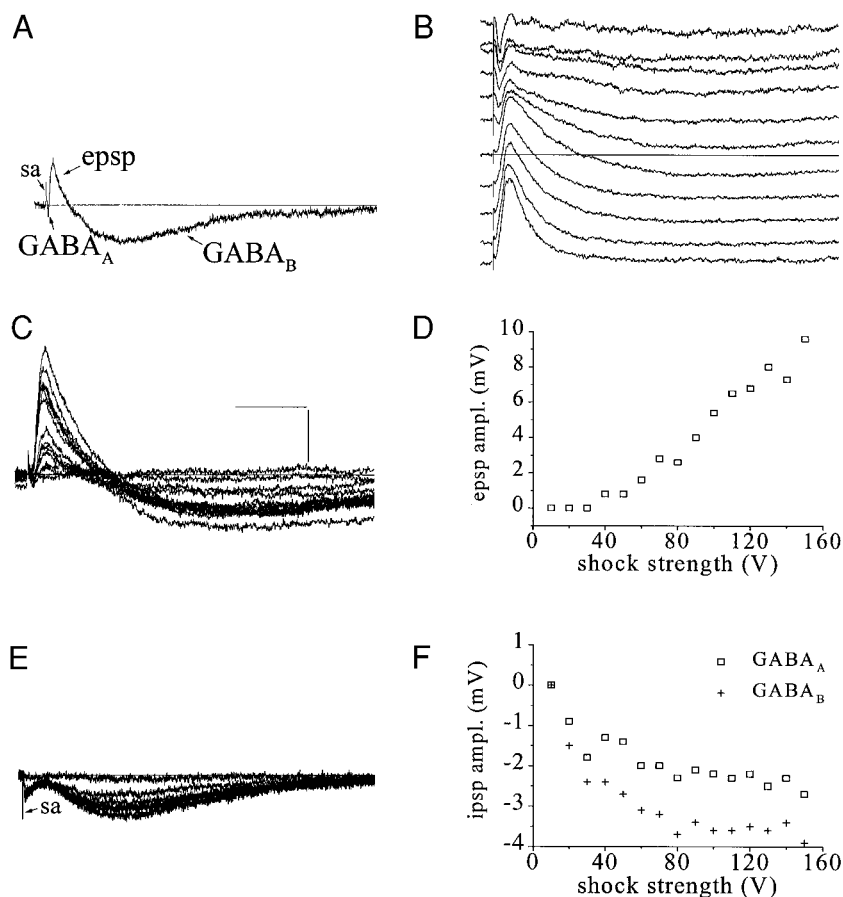 A
sa
epsp
GABAA
GABAB
B
C
D
epsp ampl. (mV)
10
8
6
4
2
0
0
40
80
120
160
shock strength (V)
E
sa
F
ipsp ampl. (mV)
1
0
-1
-2
-3
-4
GABAA
GABAB
0
40
80
120
160
shock strength (V)